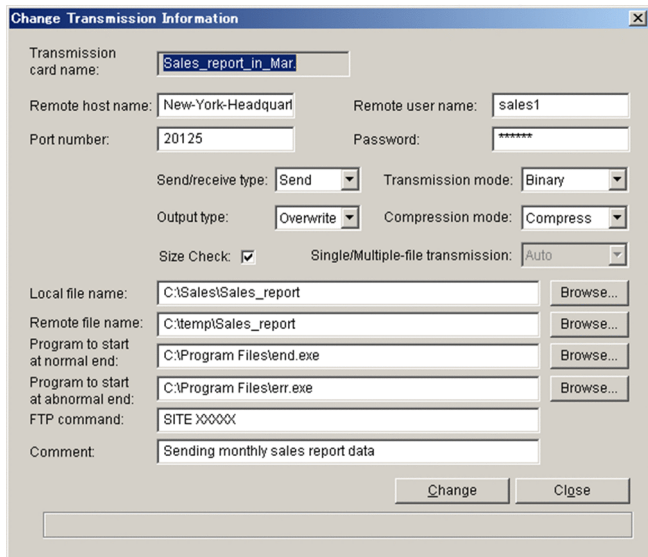 Change Transmission Information
Transmission card name: Sales_report_in_Mar.
Remote host name: New-York-Headquart Remote user name: sales1
Port number: 20125 Password: ******
Send/receive type: Send Transmission mode: Binary
Output type: Overwrite Compression mode: Compress
Size Check: Single/Multiple-file transmission: Auto
Local file name: C:\Sales\Sales_report Browse...
Remote file name: C:\temp\Sales_report Browse...
Program to start at normal end: C:\Program Files\end.exe Browse...
Program to start at abnormal end: C:\Program Files\err.exe Browse...
FTP command: SITE XXXXX
Comment: Sending monthly sales report data
Change Close